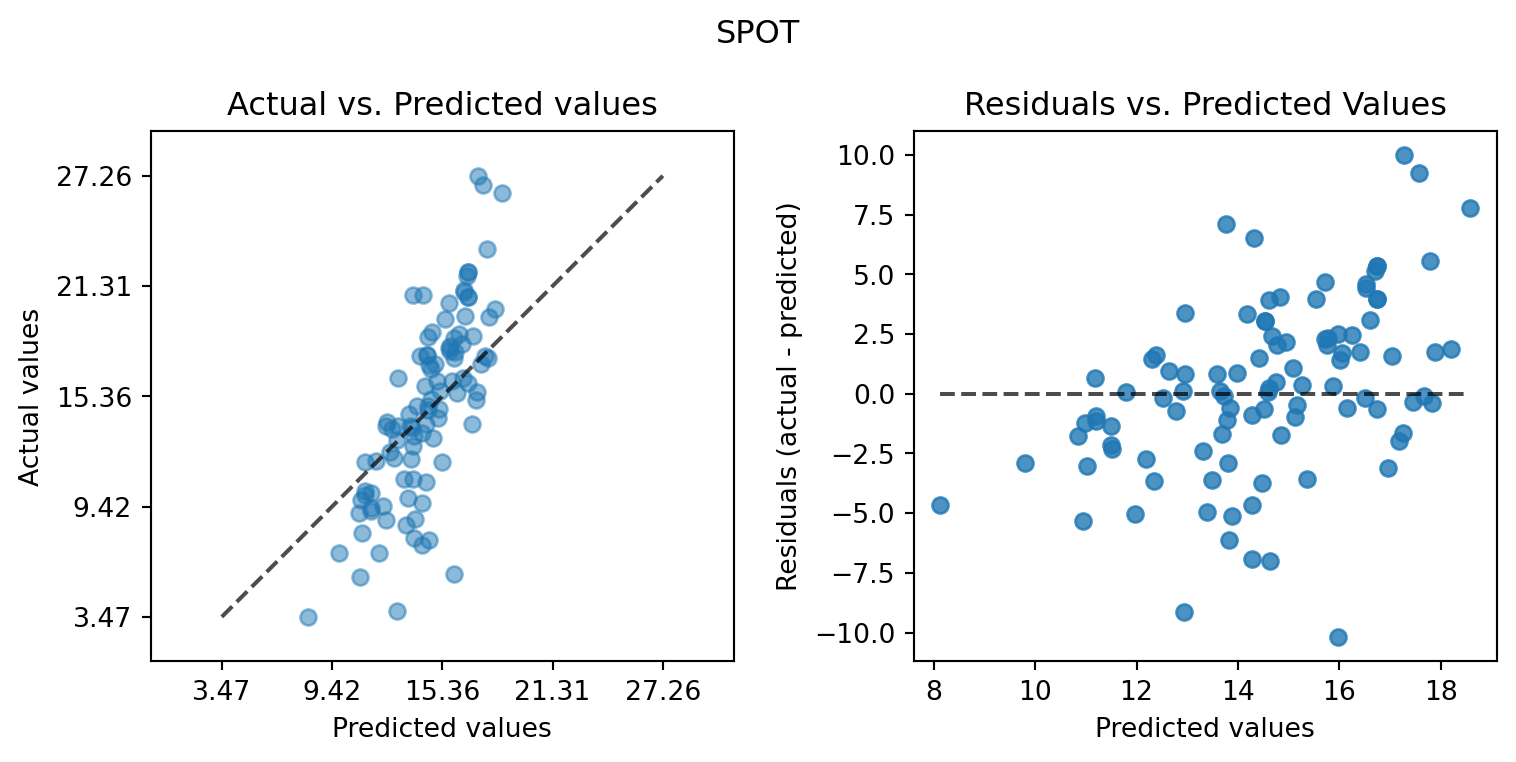 SPOT
Actual vs. Predicted values
Actual values
27.26
21.31
15.36
9.42
3.47
3.47 9.42 15.36 21.31 27.26
Predicted values
Residuals vs. Predicted Values
Residuals (actual - predicted)
10.0
7.5
5.0
2.5
0.0
−2.5
−5.0
−7.5
−10.0
8 10 12 14 16 18
Predicted values